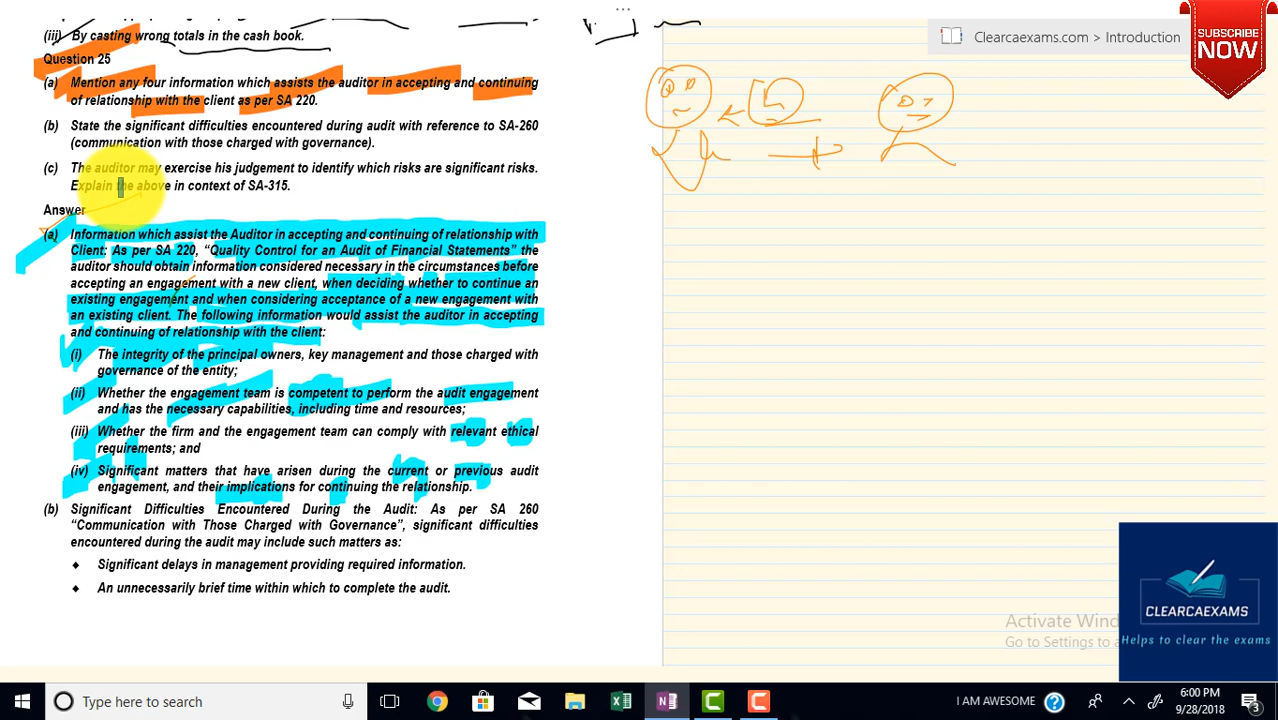 (iii) By casting wrong totals in the cash book.
Question 25
(a) Mention any four information which assists the auditor in accepting and continuing
of relationship with the client as per SA 220.
(b) State the significant difficulties encountered during audit with reference to SA-260
(communication with those charged with governance).
(c) The auditor may exercise his judgement to identify which risks are significant risks.
Explain the above in context of SA-315.
Answer
(a) Information which assist the Auditor in accepting and continuing of relationship with
Client: As per SA 220, “Quality Control for an Audit of Financial Statements” the
auditor should obtain information considered necessary in the circumstances before
accepting an engagement with a new client, when deciding whether to continue an
existing engagement and when considering acceptance of a new engagement with
an existing client. The following information would assist the auditor in accepting
and continuing of relationship with the client:
(i) The integrity of the principal owners, key management and those charged with
governance of the entity;
(ii) Whether the engagement team is competent to perform the audit engagement
and has the necessary capabilities, including time and resources;
(iii) Whether the firm and the engagement team can comply with relevant ethical
requirements; and
(iv) Significant matters that have arisen during the current or previous audit
engagement, and their implications for continuing the relationship.
(b) Significant Difficulties Encountered During the Audit: As per SA 260
“Communication with Those Charged with Governance”, significant difficulties
encountered during the audit may include such matters as:
♦ Significant delays in management providing required information.
♦ An unnecessarily brief time within which to complete the audit.
Clearcaexams.com > Introduction
SUBSCRIBE
NOW
Activate Wind
Go to Settings to
CLEARCAEXAMS
Helps to clear the exams
Type here to search
I AM AWESOME
6:00 PM
9/28/2018
3